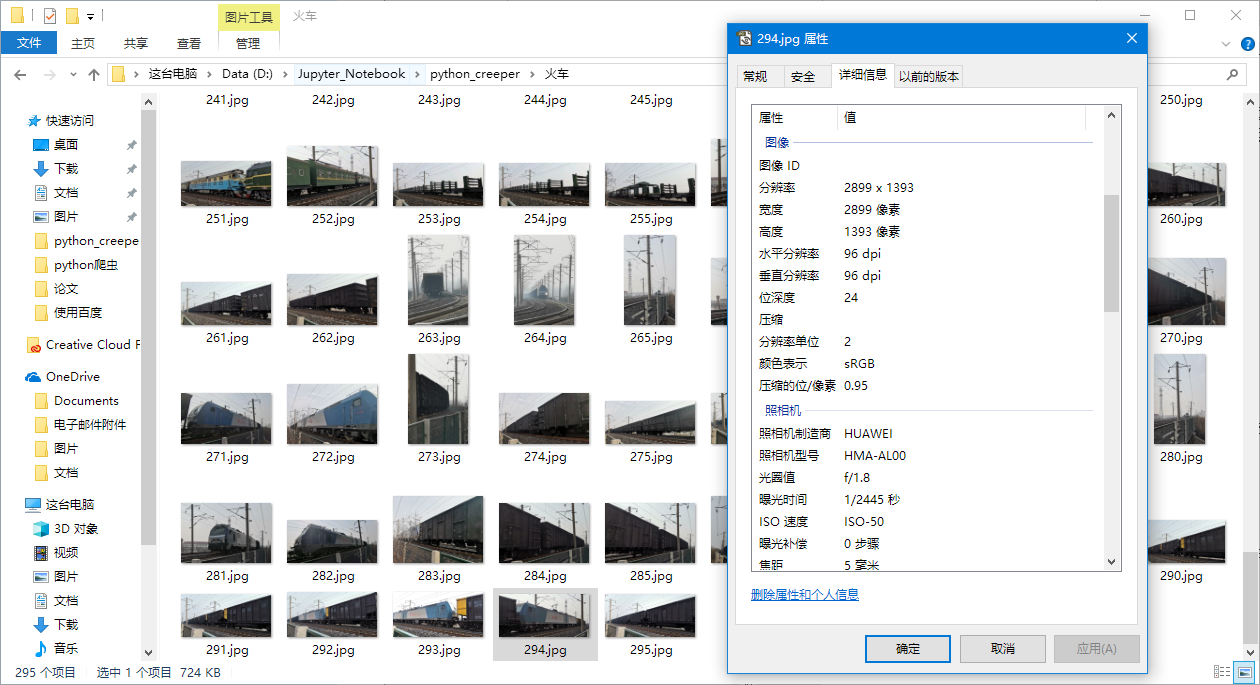 图片工具
火车
文件
主页
共享
查看
管理
这台电脑 > Data (D:) > Jupyter_Notebook > python_creeper > 火车
快速访问
桌面
下载
文档
图片
python_creepe
python爬虫
论文
使用百度
Creative Cloud F
OneDrive
Documents
电子邮件附件
图片
文档
这台电脑
3D 对象
视频
图片
文档
下载
音乐
241.jpg 242.jpg 243.jpg 244.jpg 245.jpg 250.jpg
251.jpg 252.jpg 253.jpg 254.jpg 255.jpg 260.jpg
261.jpg 262.jpg 263.jpg 264.jpg 265.jpg 270.jpg
271.jpg 272.jpg 273.jpg 274.jpg 275.jpg 280.jpg
281.jpg 282.jpg 283.jpg 284.jpg 285.jpg 290.jpg
291.jpg 292.jpg 293.jpg 294.jpg 295.jpg
295 个项目 选中 1 个项目 724 KB
294.jpg 属性
常规 安全 详细信息 以前的版本
属性 值
图像
图像 ID
分辨率 2899 x 1393
宽度 2899 像素
高度 1393 像素
水平分辨率 96 dpi
垂直分辨率 96 dpi
位深度 24
压缩
分辨率单位 2
颜色表示 sRGB
压缩的位/像素 0.95
照相机
照相机制造商 HUAWEI
照相机型号 HMA-AL00
光圈值 f/1.8
曝光时间 1/2445 秒
ISO 速度 ISO-50
曝光补偿 0 步骤
焦距 5 毫米
删除属性和个人信息
确定 取消 应用(A)